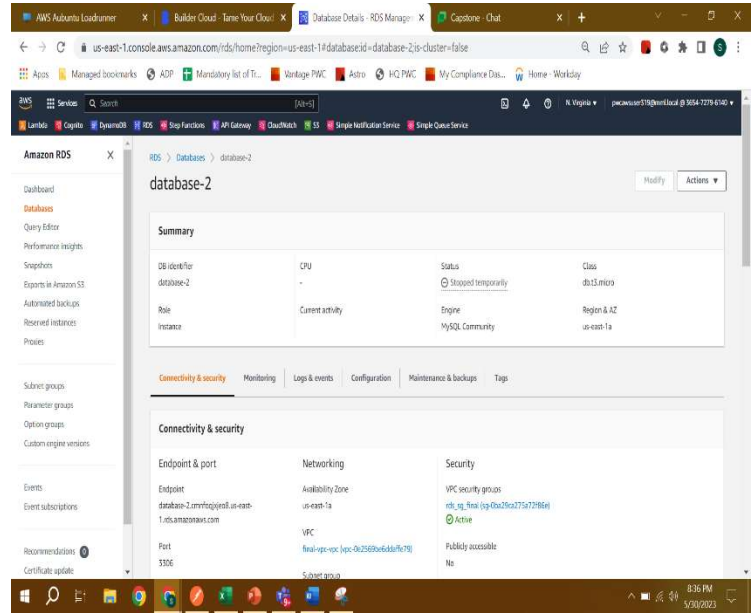 AWS Aubuntu Loadrunner
Builder Cloud - Tame Your Cloud
Database Details - RDS Manage
Capstone - Chat
us-east-1.console.aws.amazon.com/rds/home?region=us-east-1#database:id=database-2;is-cluster=false
Apps Managed bookmarks ADP Mandatory list of Tr... Vantage PWC Astro HQ PWC My Compliance Das... Home - Workday
aws Services Search [Alt+S] N. Virginia
Lambda Cognito DynamoDB RDS Step Functions API Gateway CloudWatch S3 Simple Notification Service Simple Queue Service
Amazon RDS X
Dashboard
Databases
Query Editor
Performance insights
Snapshots
Exports in Amazon S3
Automated backups
Reserved instances
Proxies
Subnet groups
Parameter groups
Option groups
Custom engine versions
Events
Event subscriptions
Recommendations 0
Certificate update
RDS > Databases > database-2
database-2
Modify Actions
Summary
DB identifier CPU Status Class
database-2 - Stopped temporarily db.t3.micro
Role Current activity Engine Region & AZ
Instance MySQL Community us-east-1a
Connectivity & security Monitoring Logs & events Configuration Maintenance & backups Tags
Connectivity & security
Endpoint & port Networking Security
Endpoint Availability Zone VPC security groups
us-east-1a
1.rds.amazonaws.com
Active
VPC
Port Publicly accessible
3306 No
Subnet group
8:36 PM
5/30/2023